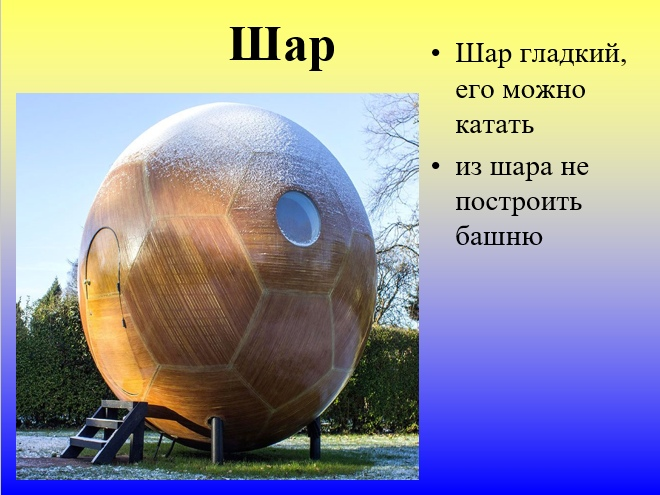 Шар
• Шар гладкий,
его можно
катать
• из шара не
построить
башню